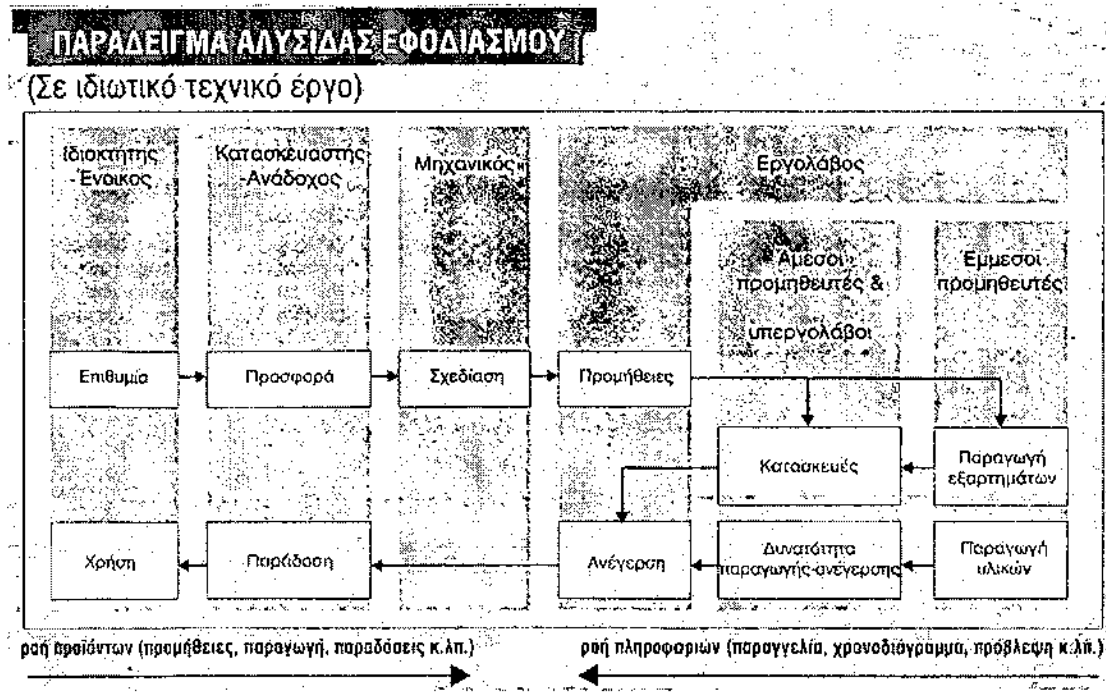 ΠΑΡΑΔΕΙΓΜΑ ΑΛΥΣΙΔΑΣ ΕΦΟΔΙΑΣΜΟΥ
(Σε ιδιωτικό τεχνικό έργο)
Ιδιοκτήτης
-Ένοικος
Κατασκευαστής
-Ανάδοχος
Μηχανικός
Εργολάβος
Άμεσοι
προμηθευτές &
υπεργολάβοι
Έμμεσοι
προμηθευτές
Επιθυμία
Προσφορά
Σχεδίαση
Προμήθειες
Κατασκευές
Παραγωγή
εξαρτημάτων
Χρήση
Παράδοση
Ανέγερση
Δυνατότητα
παραγωγής-ανέγερσης
Παραγωγή
υλικών
ροή προϊόντων (προμήθειες, παραγωγή, παραδόσεις κ.λπ.)
ροή πληροφοριών (παραγγελία, χρονοδιάγραμμα, πρόβλεψη κ.λπ.)